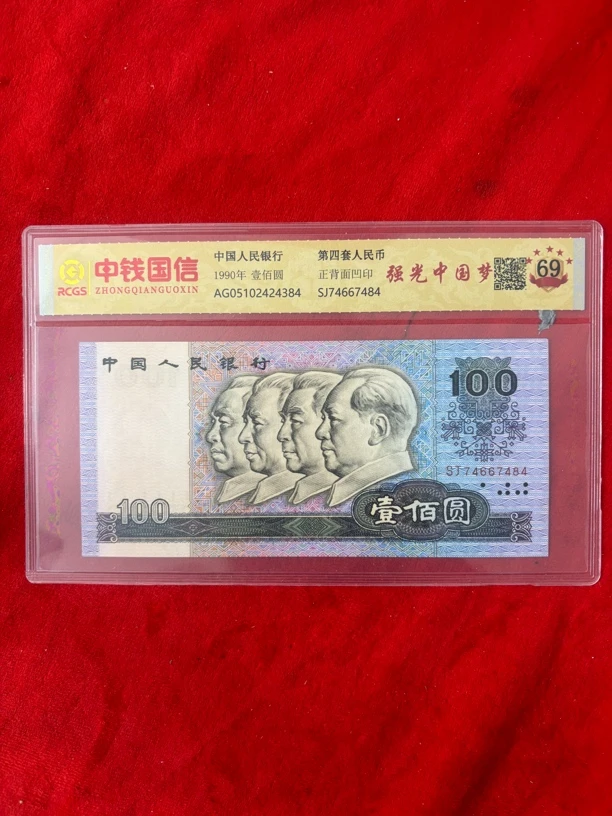 RCGS
中钱国信
ZHONGQIANGUOXIN
中国人民银行
1990年 壹佰圆
AG05102424384
第四套人民币
正背面凹印
SJ74667484
强光中国梦
69
中国人民银行
100
SJ74667484
100
壹佰圆